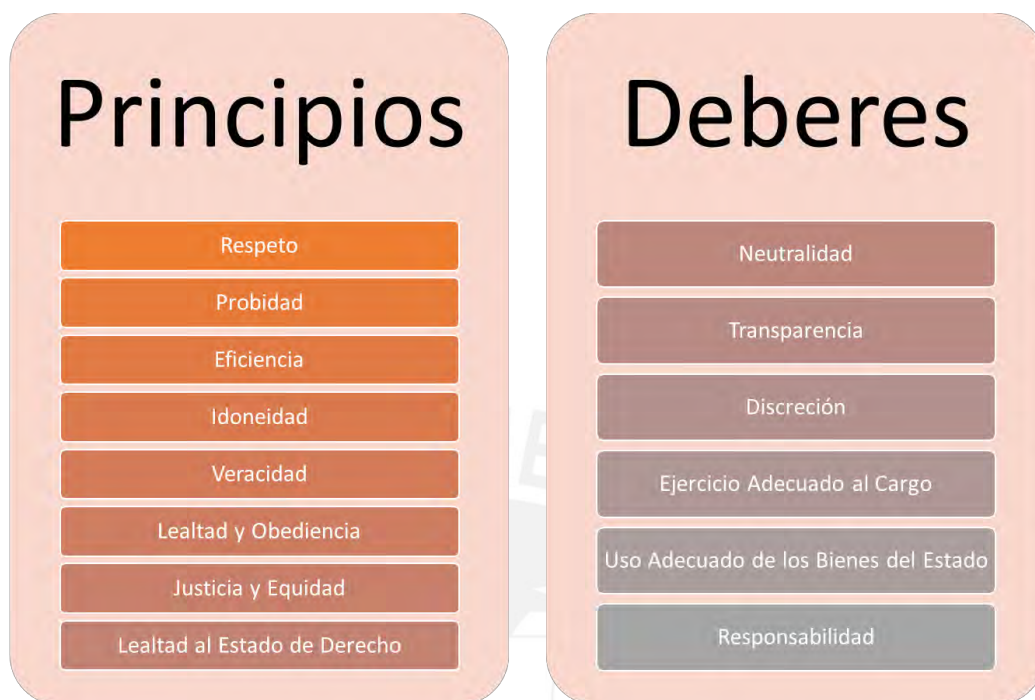 Principios
Respeto
Probidad
Eficiencia
Idoneidad
Veracidad
Lealtad y Obediencia
Justicia y Equidad
Lealtad al Estado de Derecho
Deberes
Neutralidad
Transparencia
Discreción
Ejercicio Adecuado al Cargo
Uso Adecuado de los Bienes del Estado
Responsabilidad